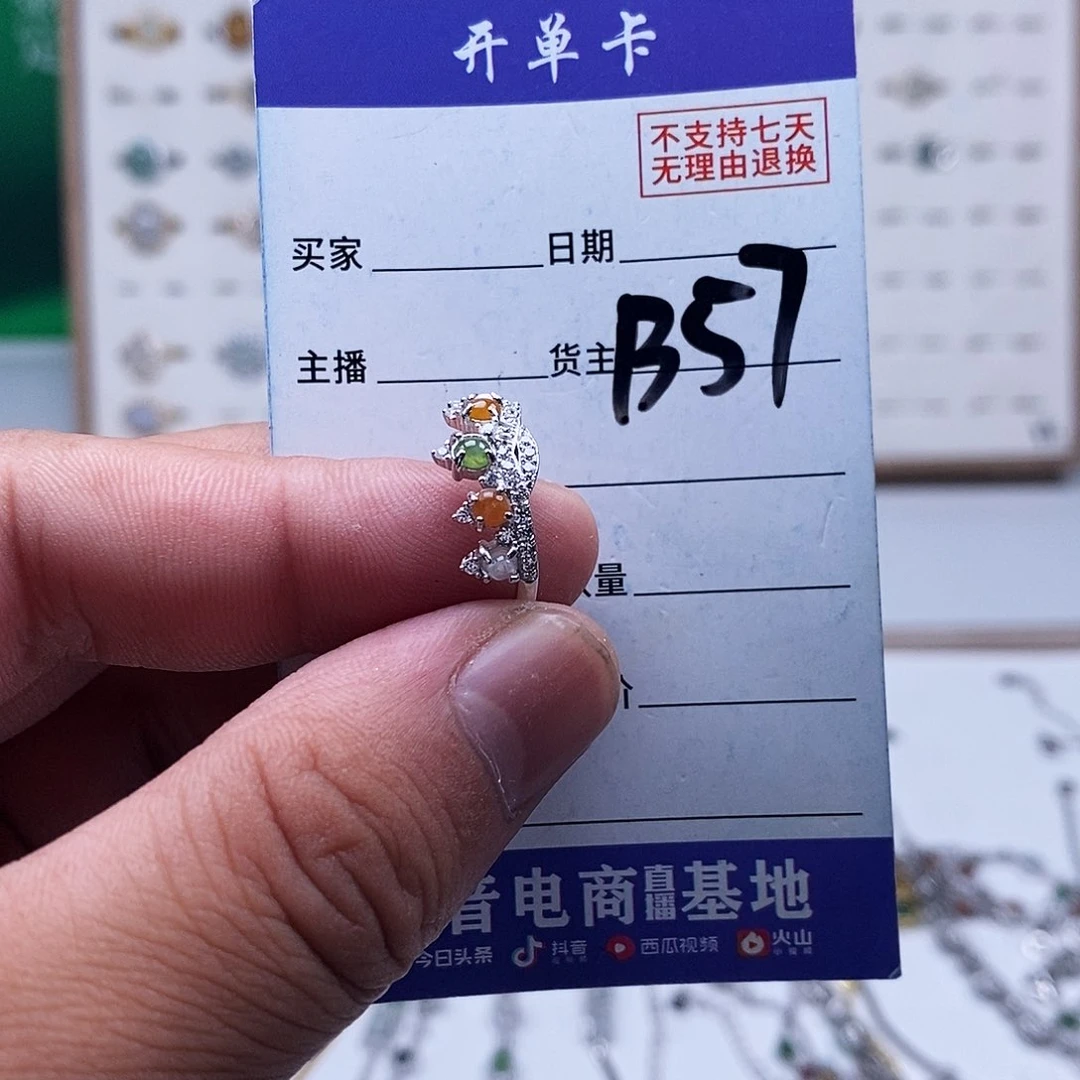 开单卡
不支持七天
无理由退换
买家 日期
主播 货主
B57
量
音电商直播基地
今日头条 抖音 西瓜视频 火山